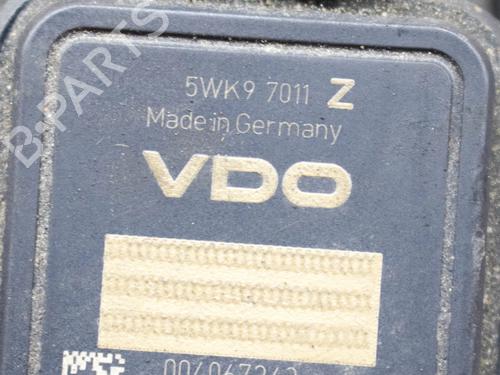 5WK9 7011 Z
Made in Germany
VDO
B-PARTS